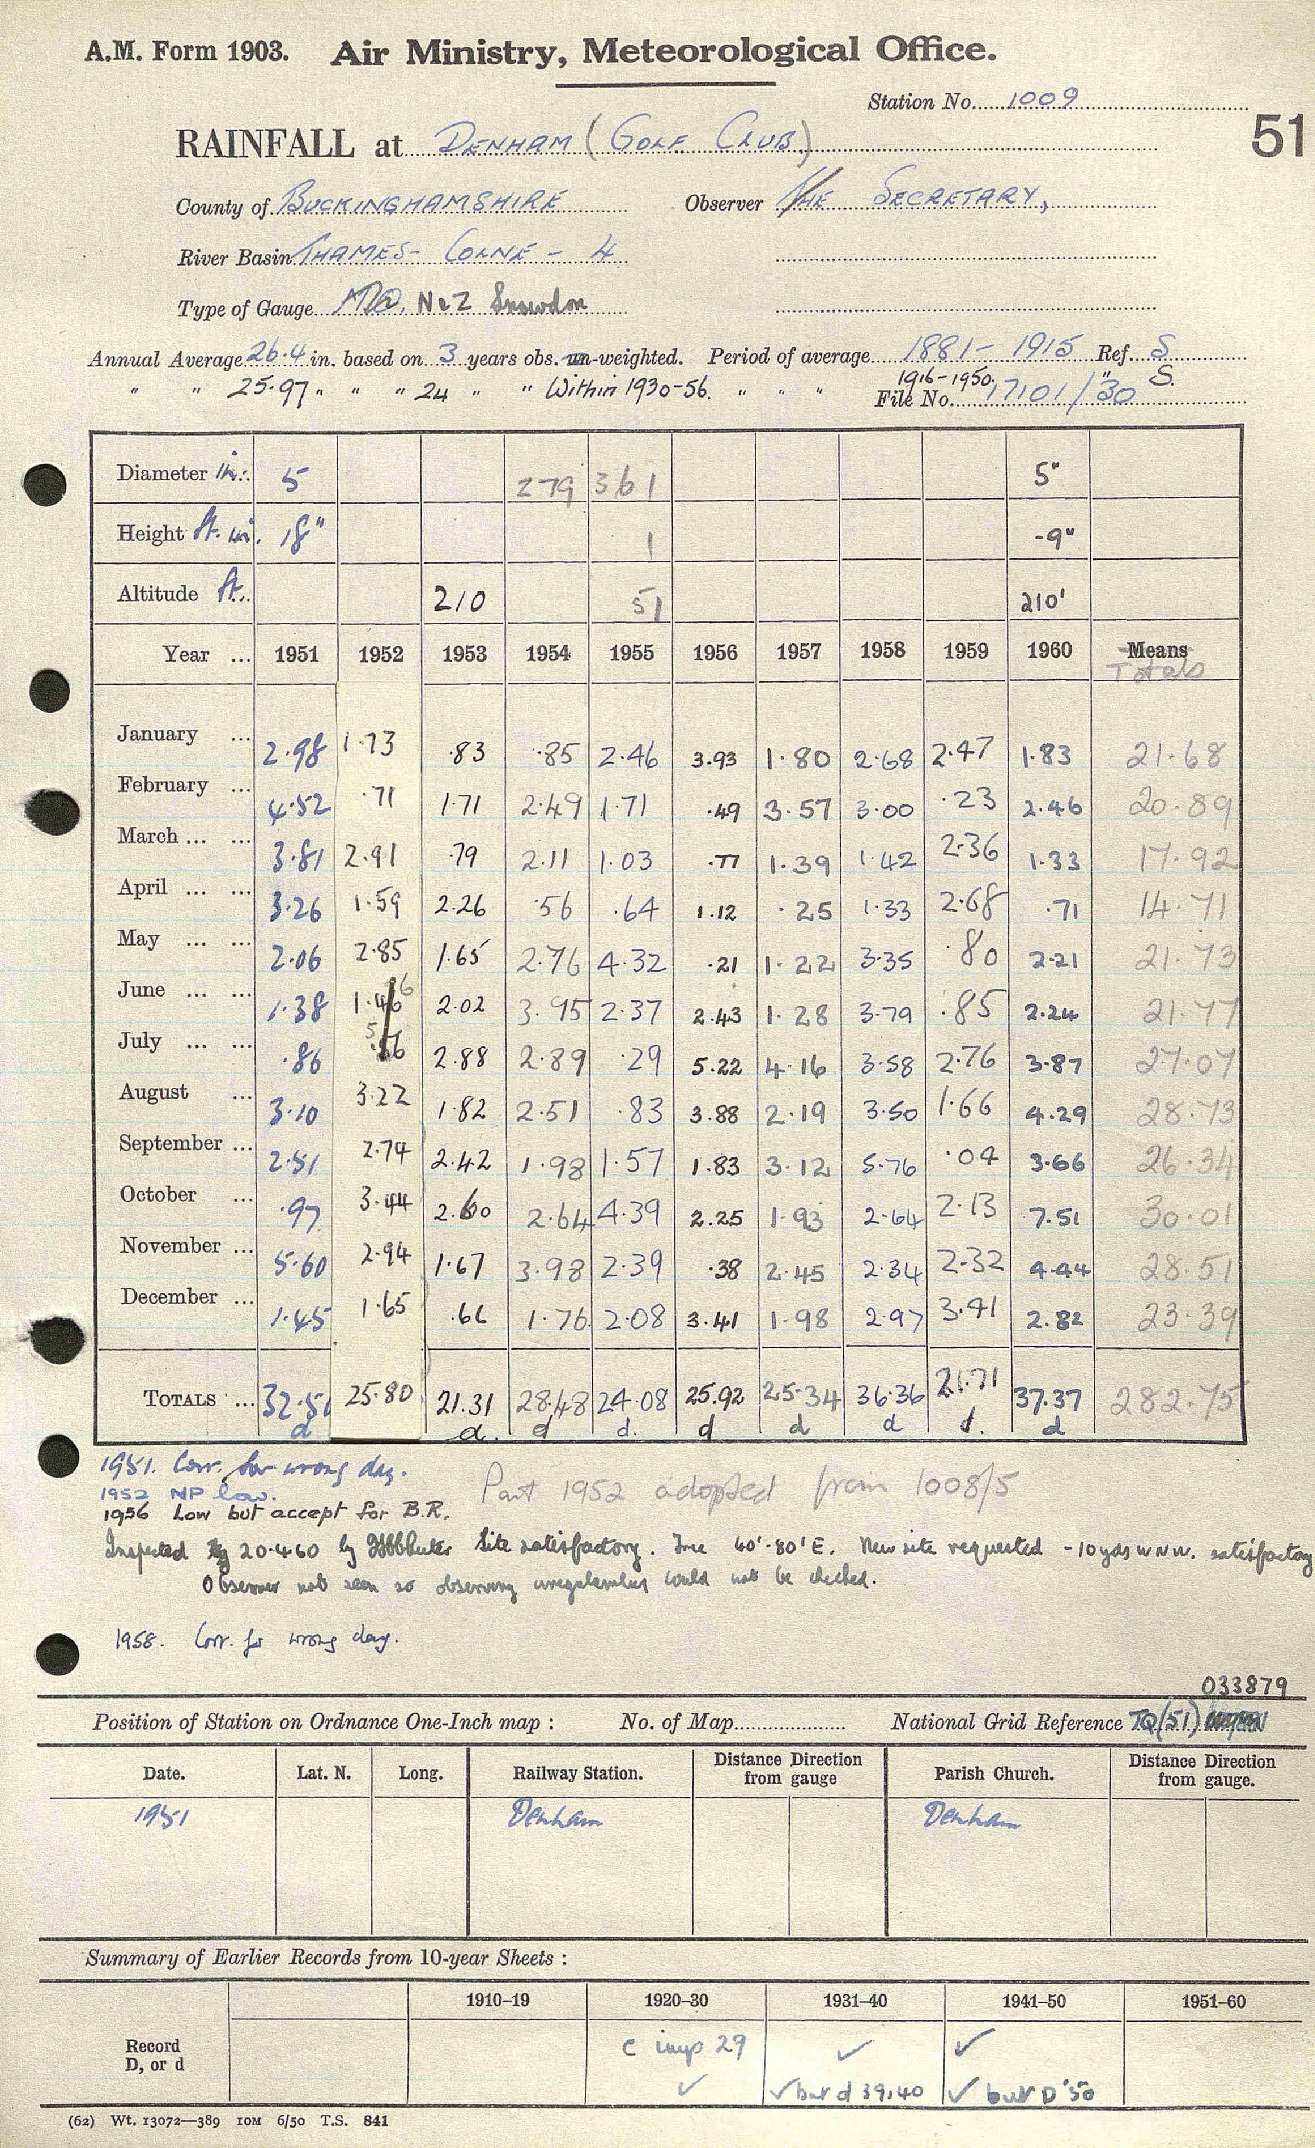 A.M. Form 1903. Air Ministry, Meteorological Office.
Station No. 1009
51
RAINFALL at DENHAM (GOLF CLUB)
County of BUCKINGHAMSHIRE Observer THE SECRETARY,
River Basin THAMES - COLNE - 4
Type of Gauge MO. No 2 Snowdon
Annual Average 26.4 in. based on 3 years obs. un-weighted. Period of average 1881 - 1915 Ref. S
" " 25.97 " " " 24 " " Within 1930-56. " " " 1916-1950. " S.
File No. 17101/30
Diameter in. 5 279 361 5"
Height ft. in. 18" 1 -9"
Altitude ft. 210 51 210'
Year ... 1951 1952 1953 1954 1955 1956 1957 1958 1959 1960 Means
Totals
January ... 2.98 1.73 .83 .85 2.46 3.93 1.80 2.68 2.47 1.83 21.68
February ... 4.52 .71 1.71 2.49 1.71 .49 3.57 3.00 .23 2.46 20.89
March ... ... 3.81 2.91 .79 2.11 1.03 .77 1.39 1.42 2.36 1.33 17.92
April ... ... 3.26 1.59 2.26 .56 .64 1.12 .25 1.33 2.68 .71 14.71
May ... ... 2.06 2.85 1.65 2.76 4.32 .21 1.22 3.35 .80 2.21 21.73
June ... ... 1.38 1.46 2.02 3.95 2.37 2.43 1.28 3.79 .85 2.24 21.77
July ... ... .86 .56 2.88 2.89 .29 5.22 4.16 3.58 2.76 3.87 27.07
August ... 3.10 3.22 1.82 2.51 .83 3.88 2.19 3.50 1.66 4.29 28.73
September ... 2.51 2.74 2.42 1.98 1.57 1.83 3.12 5.76 .04 3.66 26.34
October ... .97 3.44 2.60 2.64 4.39 2.25 1.93 2.64 2.13 7.51 30.01
November ... 5.60 2.94 1.67 3.98 2.39 .38 2.45 2.34 2.32 4.44 28.51
December ... 1.45 1.65 .66 1.76 2.08 3.41 1.98 2.97 3.41 2.82 23.39
TOTALS ... 32.51 25.80 21.31 28.48 24.08 25.92 25.34 36.36 21.71 37.37 282.75
d d. d d. d d d d. d
1951. Corr. for wrong day.
1952 NP low. Part 1952 adopted from 1008/5
1956 Low but accept for B.R.
Inspected 20.4.60 by Site satisfactory. Tree 60'-80' E. New site requested -10 yds WNW. satisfactory
Observer not seen so observing irregularities could not be checked.
1958. Corr. for wrong day.
033879
Position of Station on Ordnance One-Inch map : No. of Map National Grid Reference TQ(51)
Date. Lat. N. Long. Railway Station. Distance Direction from gauge Parish Church. Distance Direction from gauge.
1951 Denham Denham
Summary of Earlier Records from 10-year Sheets :
1910–19 1920–30 1931–40 1941–50 1951–60
Record D, or d
c imp 29 ✓ ✓
✓ ✓ but d 39,40 ✓ but D '50
(62) Wt. 13072—389 10M 6/50 T.S. 841